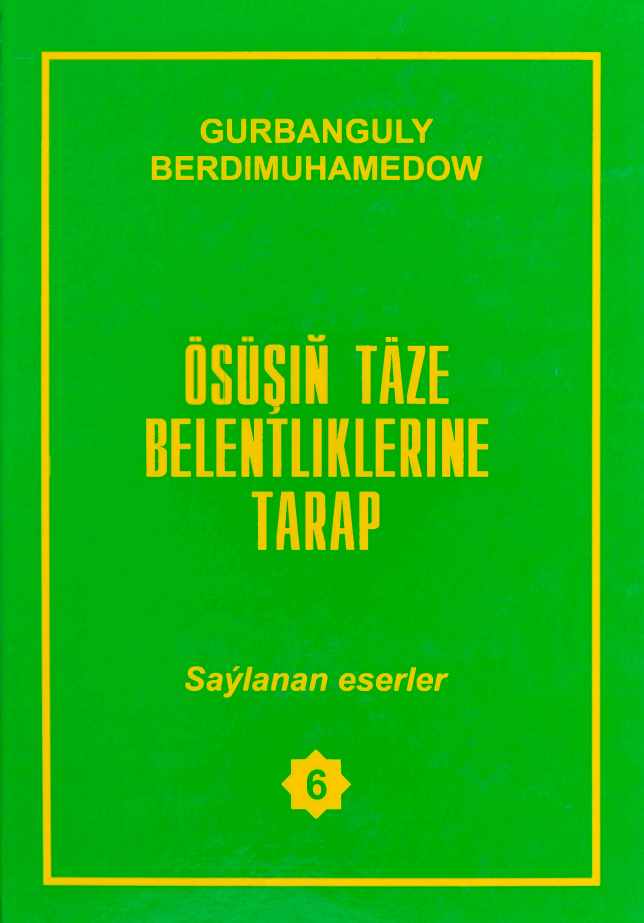 GURBANGULY
BERDIMUHAMEDOW
ÖSÜŞIŇ TÄZE
BELENTLIKLERINE
TARAP
Saýlanan eserler
6